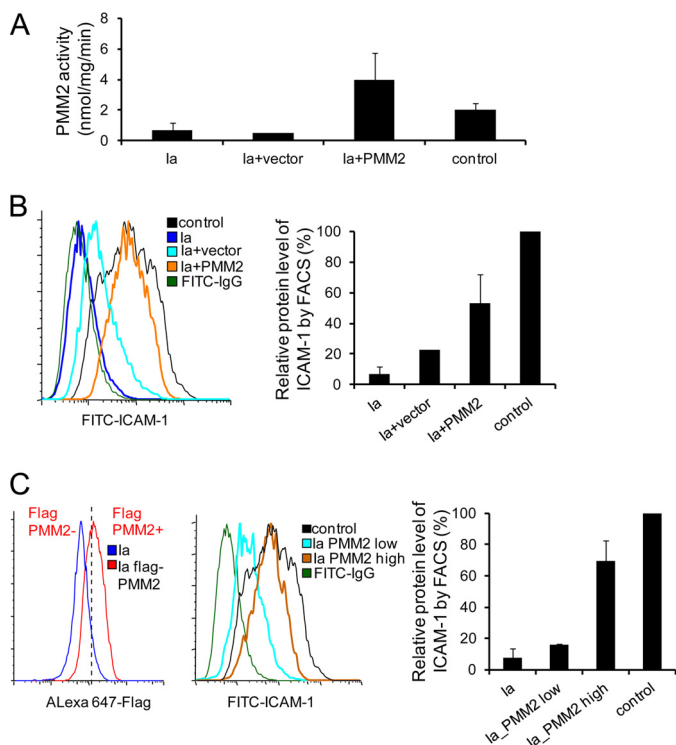 A
PMM2 activity
(nmol/mg/min)
8
6
4
2
0
Ia
Ia+vector
Ia+PMM2
control
B
control
Ia
Ia+vector
Ia+PMM2
FITC-IgG
FITC-ICAM-1
Relative protein level of
ICAM-1 by FACS (%)
100
80
60
40
20
0
Ia
Ia+vector
Ia+PMM2
control
C
Flag
PMM2-
Flag
PMM2+
Ia
Ia flag-
PMM2
ALexa 647-Flag
control
Ia PMM2 low
Ia PMM2 high
FITC-IgG
FITC-ICAM-1
Relative protein level of
ICAM-1 by FACS (%)
100
80
60
40
20
0
Ia
Ia_PMM2 low
Ia_PMM2 high
control